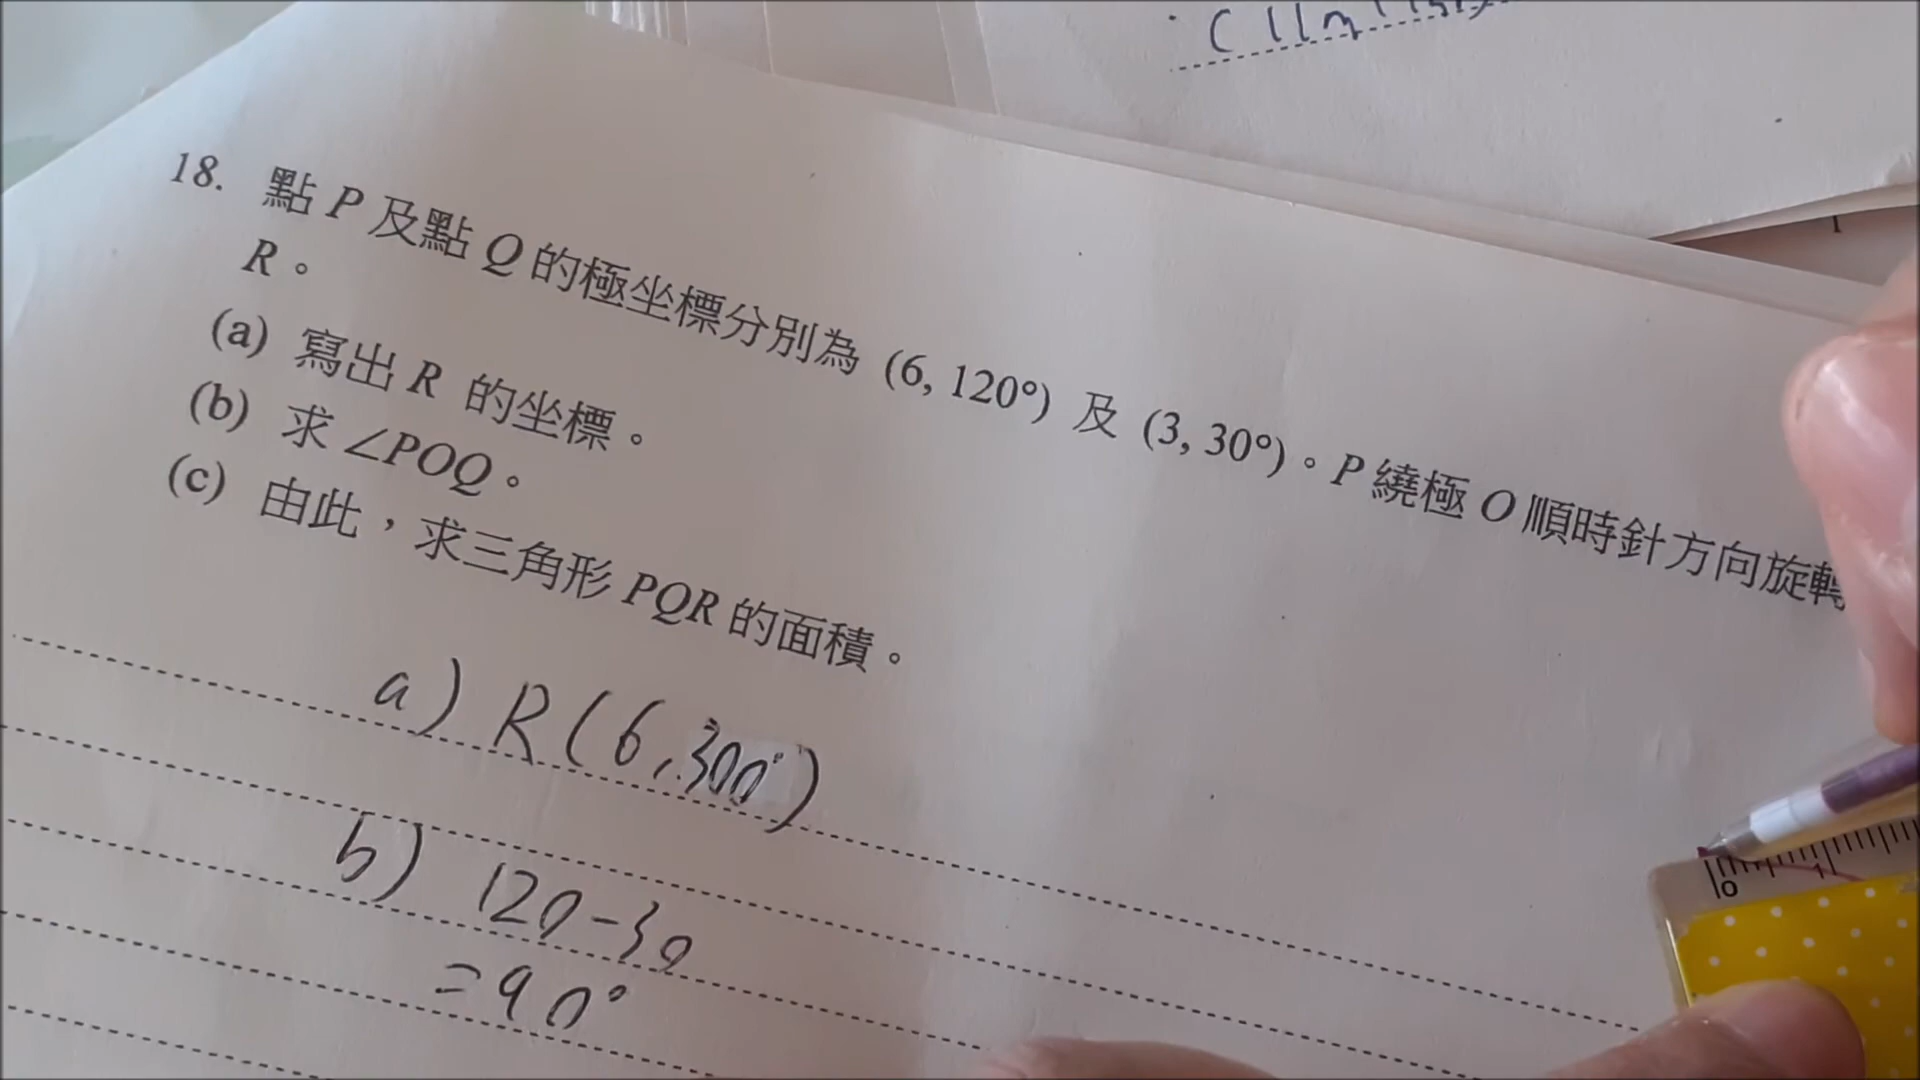 18. 點 P 及點 Q 的極坐標分別為 (6, 120°) 及 (3, 30°)。P 繞極 O 順時針方向旋轉
R。
(a) 寫出 R 的坐標。
(b) 求 ∠POQ。
(c) 由此，求三角形 PQR 的面積。
a) R(6,300°)
b) 120-30
=90°
0 1